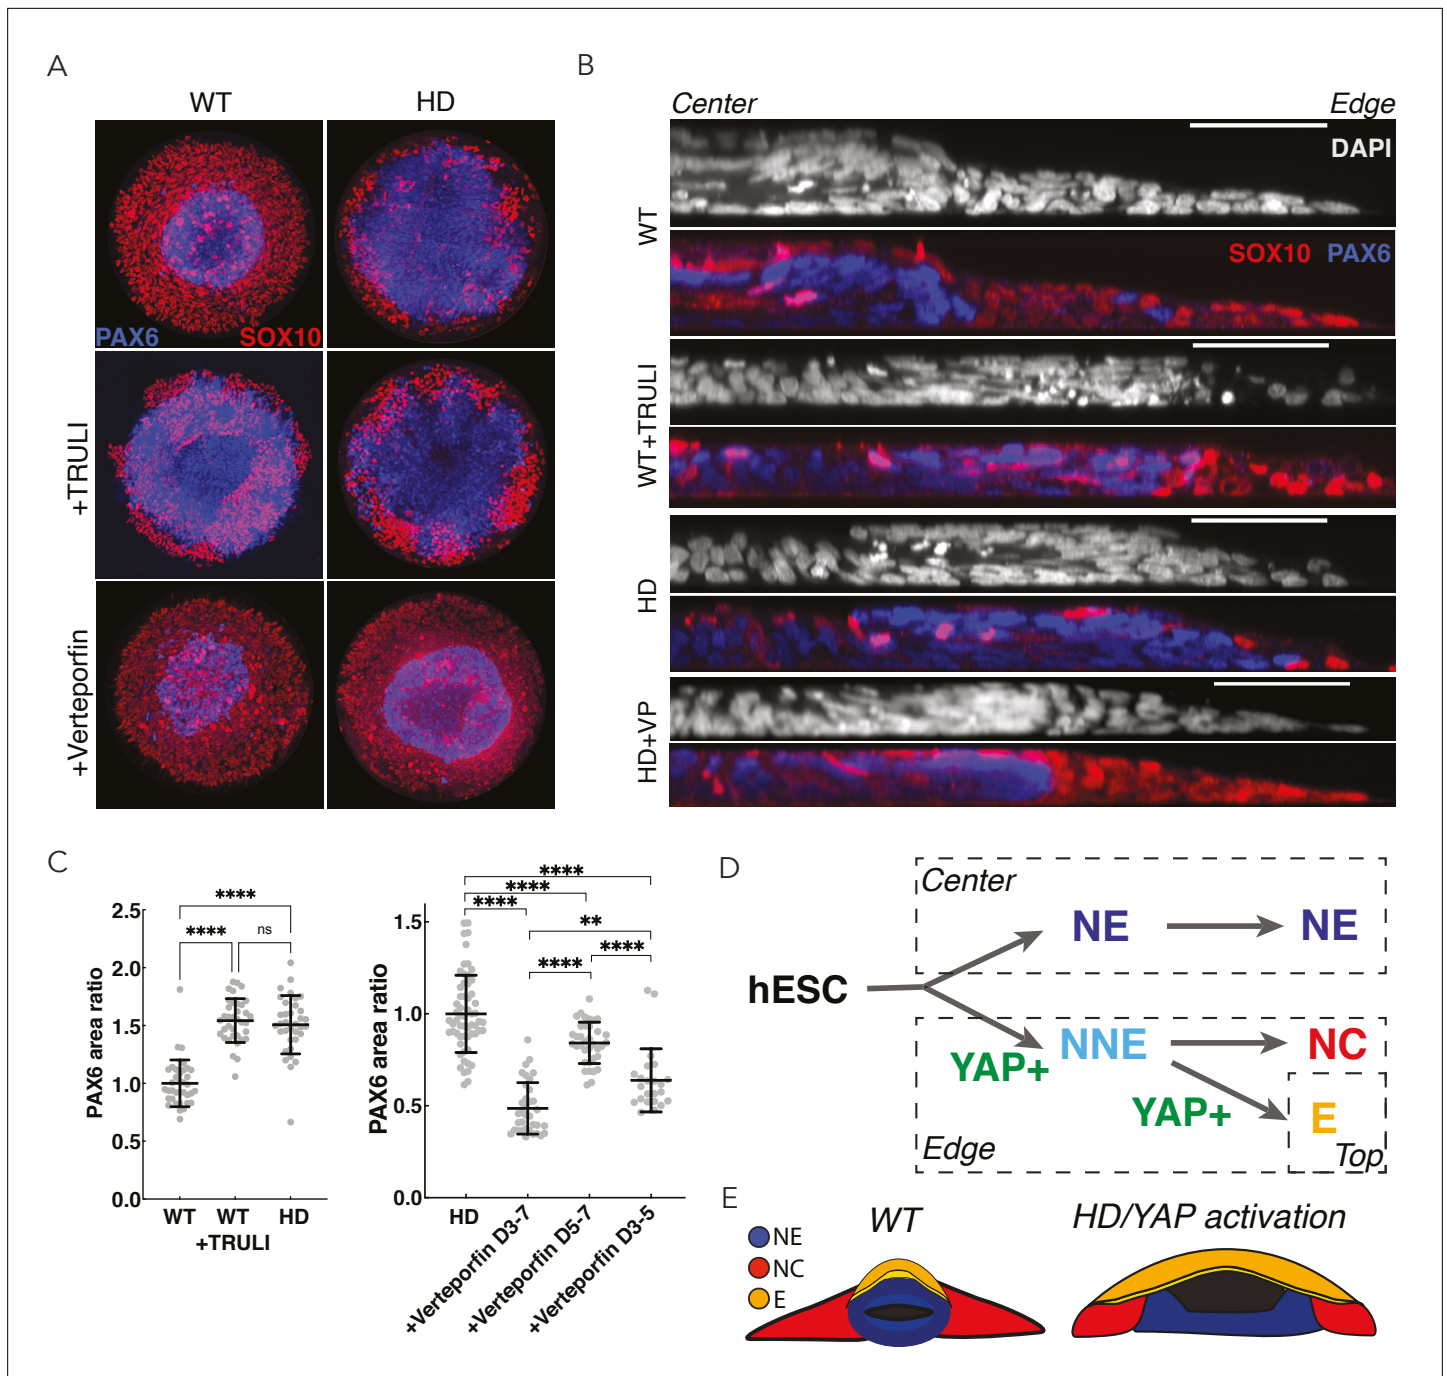 A
WT HD
PAX6 SOX10
+TRULI
+Verteporfin
B
Center Edge
DAPI
WT
SOX10 PAX6
WT+TRULI
HD
HD+VP
C
PAX6 area ratio
2.5
2.0
1.5
1.0
0.5
0.0
****
**** ns
WT WT HD
+TRULI
PAX6 area ratio
1.5
1.0
0.5
0.0
****
****
****
**
****
****
HD
+Verteporfin D3-7
+Verteporfin D5-7
+Verteporfin D3-5
D
Center
NE NE
hESC
NNE NC
YAP+
YAP+ E
Edge Top
E
WT HD/YAP activation
NE
NC
E